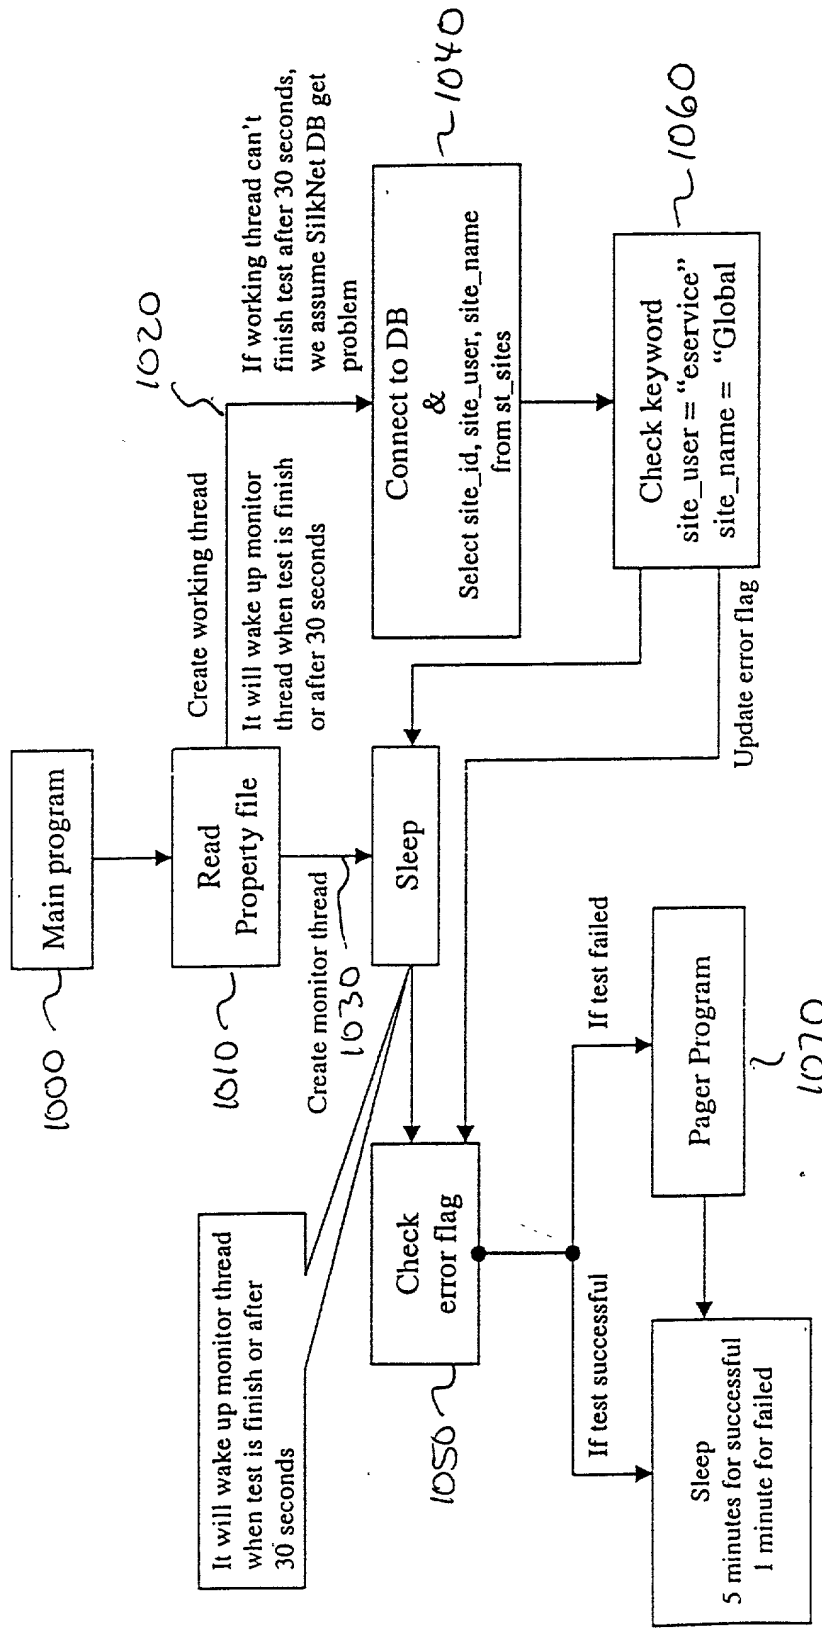 Main program
1000
Read
Property file
1010
Create working thread
1020
It will wake up monitor
thread when test is finish
or after 30 seconds
If working thread can't
finish test after 30 seconds,
we assume SilkNet DB get
problem
Create monitor thread
1030
Sleep
Connect to DB
&
Select site_id, site_user, site_name
from st_sites
1040
It will wake up monitor thread
when test is finish or after
30 seconds
Check
error flag
1050
Check keyword
site_user = “eservice”
site_name = “Global
1060
Update error flag
If test successful
If test failed
Pager Program
1070
Sleep
5 minutes for successful
1 minute for failed